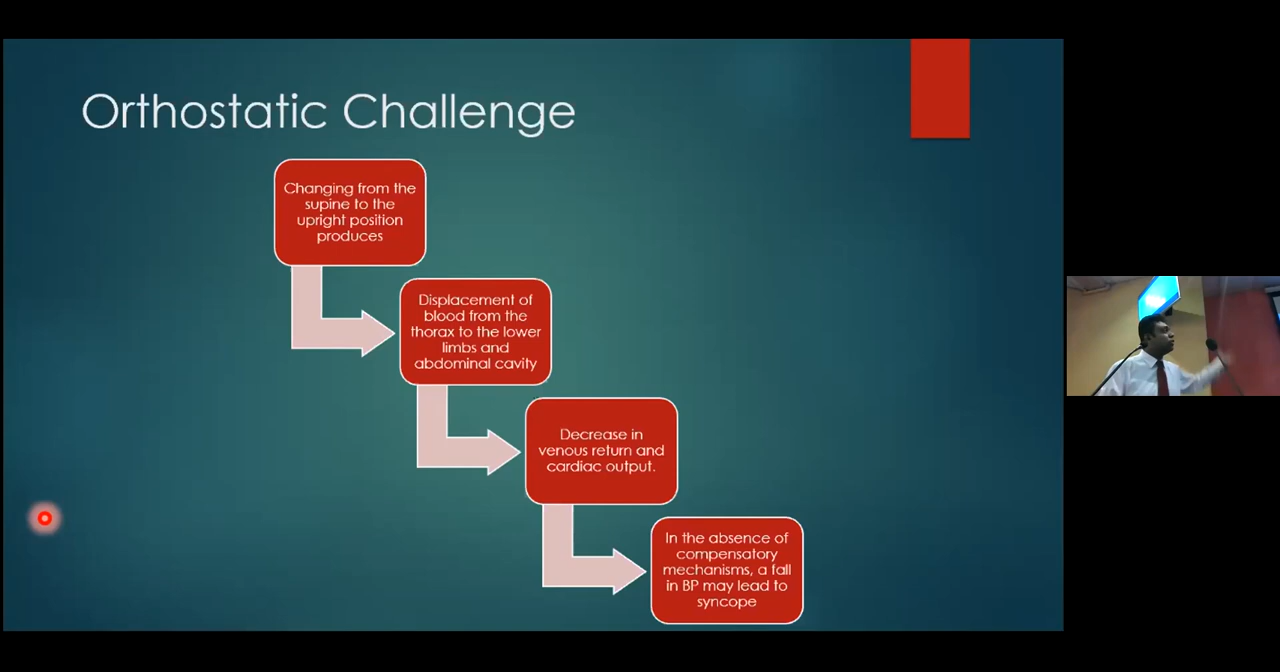 Orthostatic Challenge
Changing from the
supine to the
upright position
produces
Displacement of
blood from the
thorax to the lower
limbs and
abdominal cavity
Decrease in
venous return and
cardiac output.
In the absence of
compensatory
mechanisms, a fall
in BP may lead to
syncope